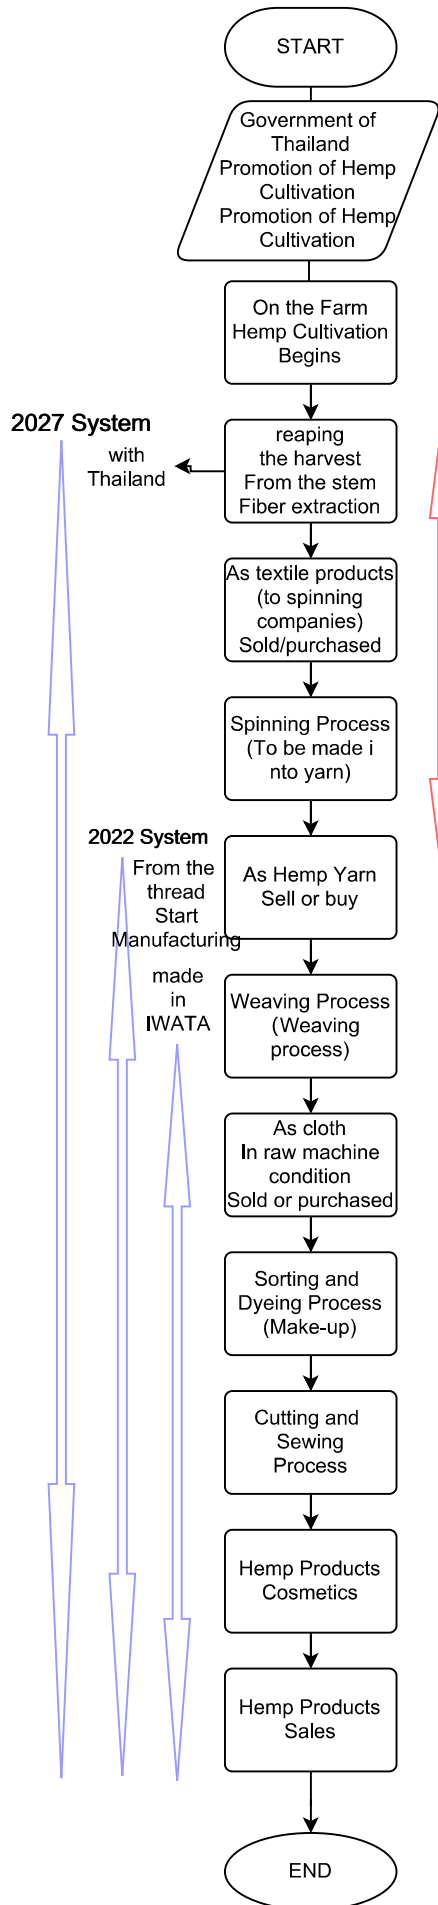 START
Government of
Thailand
Promotion of Hemp
Cultivation
Promotion of Hemp
Cultivation
On the Farm
Hemp Cultivation
Begins
2027 System
with
Thailand
reaping
the harvest
From the stem
Fiber extraction
As textile products
(to spinning
companies)
Sold/purchased
Spinning Process
(To be made i
nto yarn)
2022 System
From the
thread
Start
Manufacturing
As Hemp Yarn
Sell or buy
made
in
IWATA
Weaving Process
(Weaving
process)
As cloth
In raw machine
condition
Sold or purchased
Sorting and
Dyeing Process
(Make-up)
Cutting and
Sewing
Process
Hemp Products
Cosmetics
Hemp Products
Sales
END